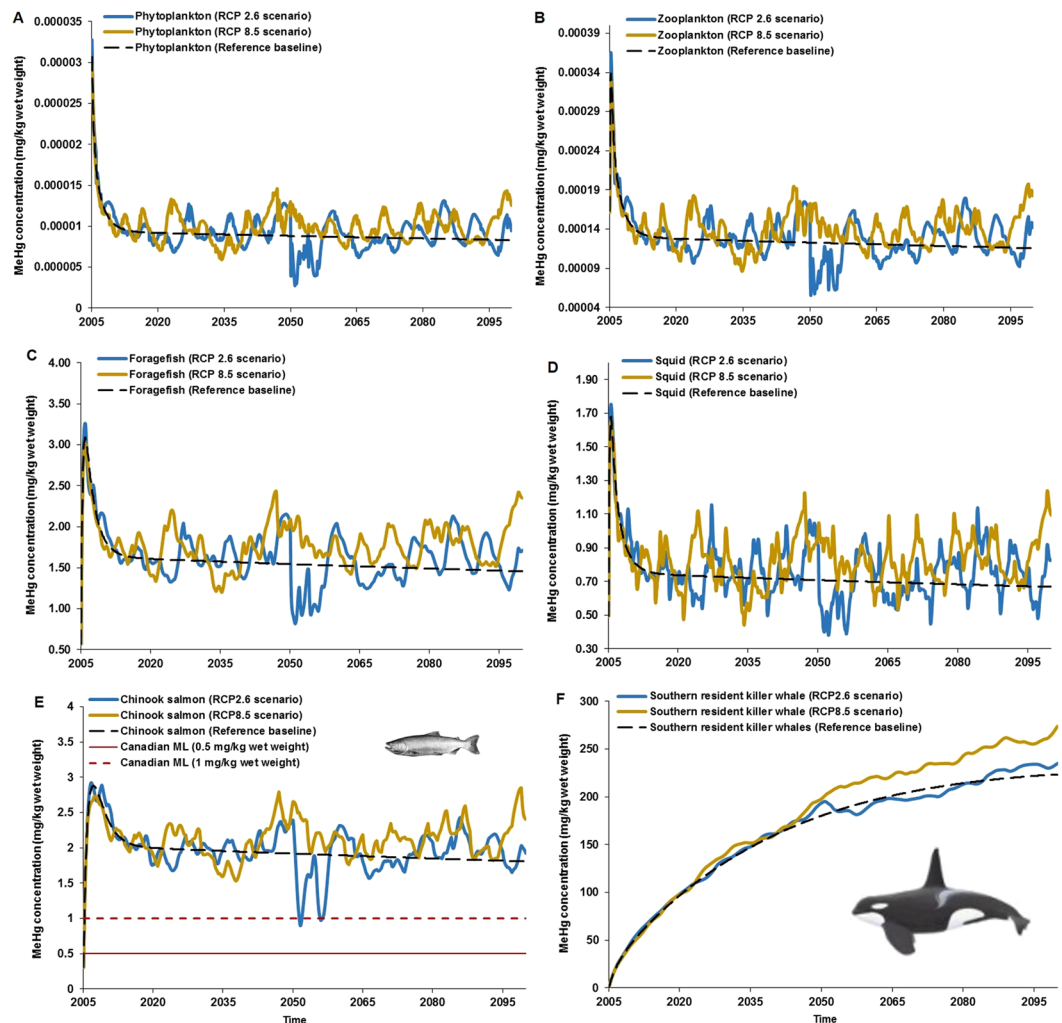 A
Phytoplankton (RCP 2.6 scenario)
Phytoplankton (RCP 8.5 scenario)
Phytoplankton (Reference baseline)
MeHg concentration (mg/kg wet weight)
0.000035
0.00003
0.000025
0.00002
0.000015
0.00001
0.000005
0
2005 2020 2035 2050 2065 2080 2095
B
Zooplankton (RCP 2.6 scenario)
Zooplankton (RCP 8.5 scenario)
Zooplankton (Reference baseline)
MeHg concentration (mg/kg wet weight)
0.00039
0.00034
0.00029
0.00024
0.00019
0.00014
0.00009
0.00004
2005 2020 2035 2050 2065 2080 2095
C
Foragefish (RCP 2.6 scenario)
Foragefish (RCP 8.5 scenario)
Foragefish (Reference baseline)
MeHg concentration (mg/kg wet weight)
4.00
3.00
2.00
1.50
1.00
0.50
2005 2020 2035 2050 2065 2080 2095
D
Squid (RCP 2.6 scenario)
Squid (RCP 8.5 scenario)
Squid (Reference baseline)
MeHg concentration (mg/kg wet weight)
1.90
1.70
1.50
1.30
1.10
0.90
0.70
0.50
0.30
2005 2020 2035 2050 2065 2080 2095
E
Chinook salmon (RCP2.6 scenario)
Chinook salmon (RCP8.5 scenario)
Chinook salmon (Reference baseline)
Canadian ML (0.5 mg/kg wet weight)
Canadian ML (1 mg/kg wet weight)
MeHg concentration (mg/kg wet weight)
4
3.5
3
2.5
2
1.5
1
0.5
0
2005 2020 2035 2050 2065 2080 2095
Time
F
Southern resident killer whale (RCP2.6 scenario)
Southern resident killer whale (RCP8.5 scenario)
Southern resident killer whales (Reference baseline)
MeHg concentration (mg/kg wet weight)
300
250
200
150
100
50
0
2005 2020 2035 2050 2065 2080 2095
Time